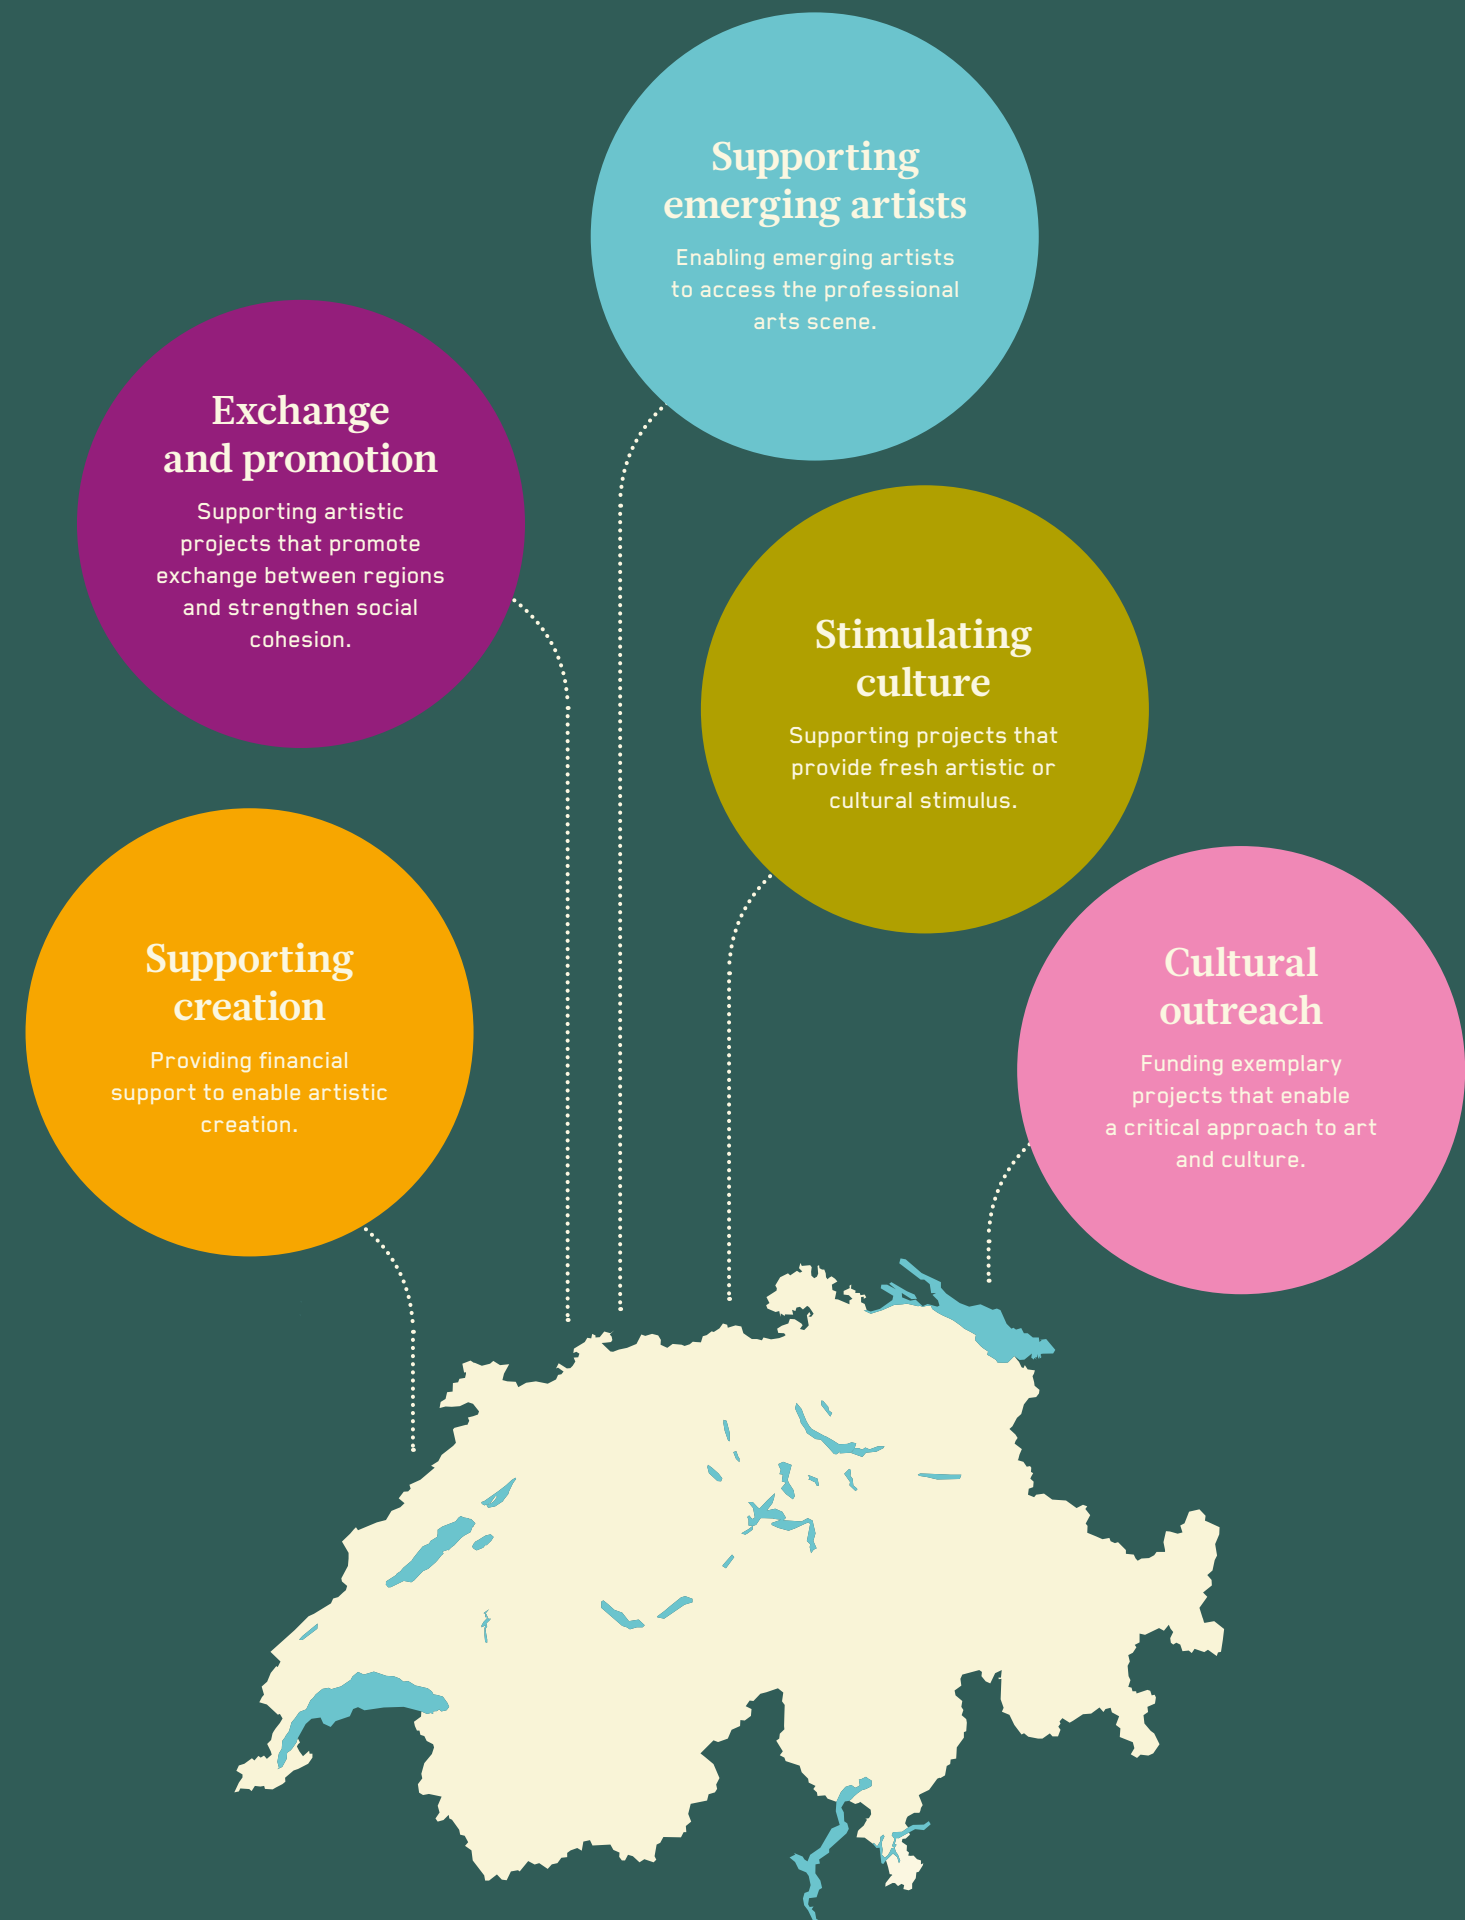 Supporting
emerging artists
Enabling emerging artists
to access the professional
arts scene.
Exchange
and promotion
Supporting artistic
projects that promote
exchange between regions
and strengthen social
cohesion.
Stimulating
culture
Supporting projects that
provide fresh artistic or
cultural stimulus.
Supporting
creation
Providing financial
support to enable artistic
creation.
Cultural
outreach
Funding exemplary
projects that enable
a critical approach to art
and culture.